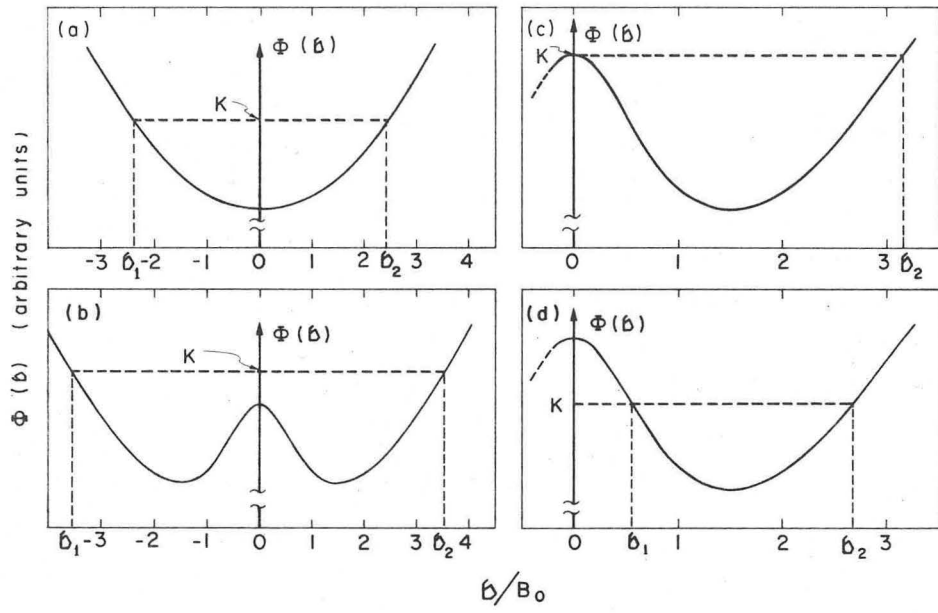 (a)
Φ (b)
K
-3 b₁ -2 -1 0 1 2 b₂ 3 4
(c)
Φ (b)
K
0 1 2 3 b₂
(b)
Φ (b)
K
b₁ -3 -2 -1 0 1 2 3 b₂ 4
(d)
Φ (b)
K
0 b₁ 1 2 b₂ 3
Φ (b) (arbitrary units)
b/B₀